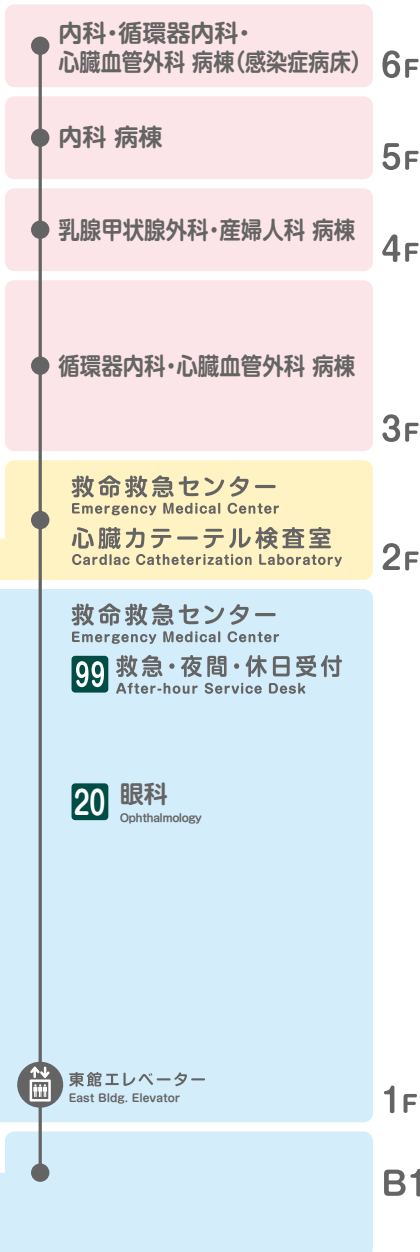 内科・循環器内科・
心臓血管外科 病棟(感染症病床)
6F
内科 病棟
5F
乳腺甲状腺外科・産婦人科 病棟
4F
循環器内科・心臓血管外科 病棟
3F
救命救急センター
Emergency Medical Center
心臓カテーテル検査室
Cardlac Catheterization Laboratory
2F
救命救急センター
Emergency Medical Center
99 救急・夜間・休日受付
After-hour Service Desk
20 眼科
Ophthalmology
東館エレベーター
East Bldg. Elevator
1F
B1